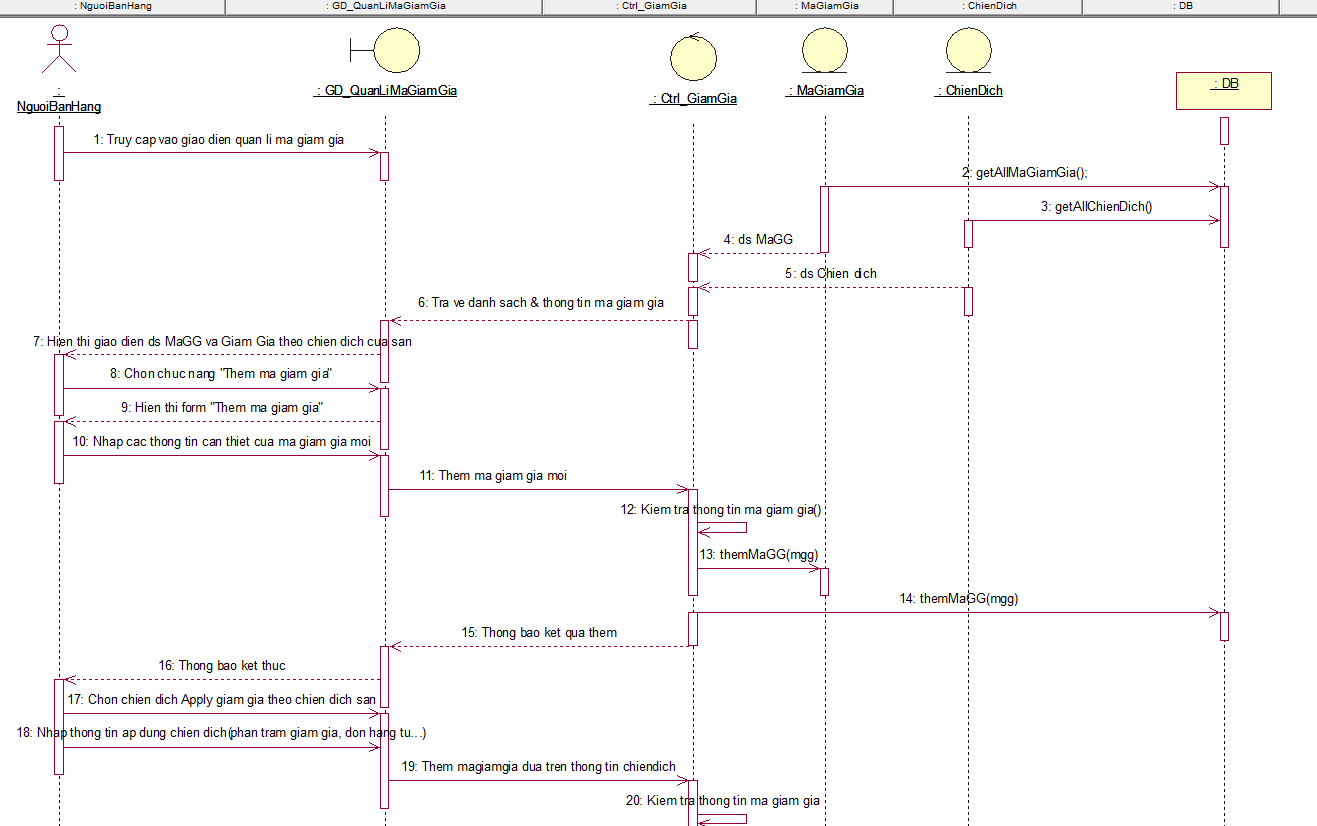 : NguoiBanHang
: GD_QuanLiMaGiamGia
: Ctrl_GiamGia
: MaGiamGia
: ChienDich
: DB
:
NguoiBanHang
: GD_QuanLiMaGiamGia
: Ctrl_GiamGia
: MaGiamGia
: ChienDich
: DB
1: Truy cap vao giao dien quan li ma giam gia
2: getAllMaGiamGia();
3: getAllChienDich()
4: ds MaGG
5: ds Chien dich
6: Tra ve danh sach & thong tin ma giam gia
7: Hien thi giao dien ds MaGG va Giam Gia theo chien dich cua san
8: Chon chuc nang "Them ma giam gia"
9: Hien thi form "Them ma giam gia"
10: Nhap cac thong tin can thiet cua ma giam gia moi
11: Them ma giam gia moi
12: Kiem tra thong tin ma giam gia()
13: themMaGG(mgg)
14: themMaGG(mgg)
15: Thong bao ket qua them
16: Thong bao ket thuc
17: Chon chien dich Apply giam gia theo chien dich san
18: Nhap thong tin ap dung chien dich(phan tram giam gia, don hang tu...)
19: Them magiamgia dua tren thong tin chiendich
20: Kiem tra thong tin ma giam gia